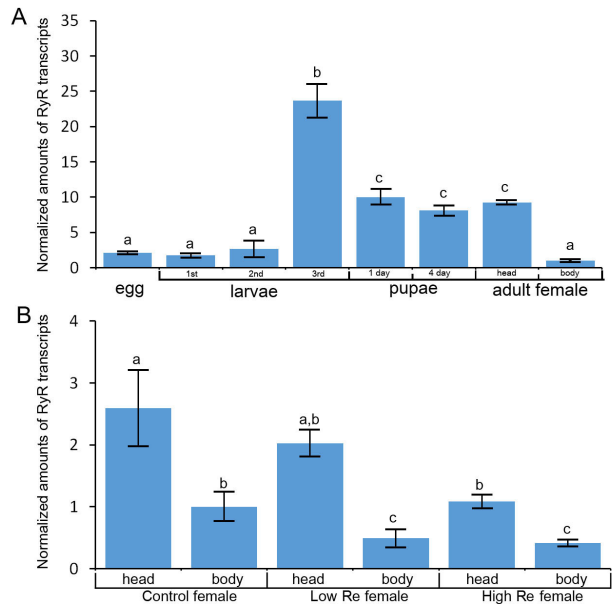 A
Normalized amounts of RyR transcripts
35
30
25
20
15
10
5
0
a
a
a
b
c
c
c
a
1st
2nd
3rd
1 day
4 day
head
body
egg
larvae
pupae
adult female
B
Normalized amounts of RyR transcripts
4
3
2
1
0
a
b
a,b
c
b
c
head
body
head
body
head
body
Control female
Low Re female
High Re female